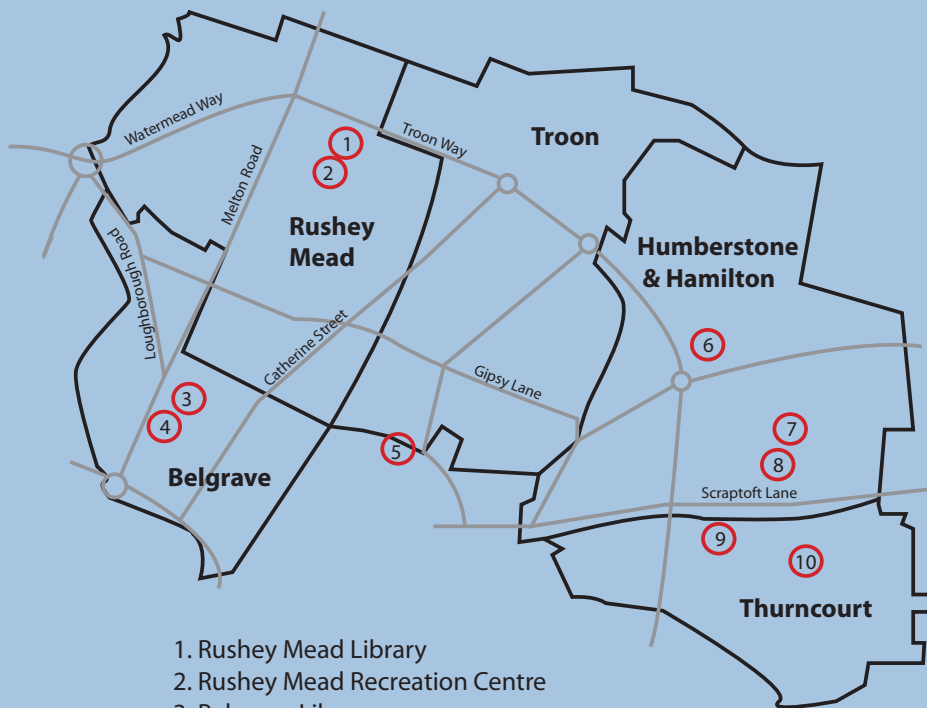 Watermead Way
Troon Way
Troon
1
2
Melton Road
Rushey
Mead
Humberstone
& Hamilton
Loughborough Road
Catherine Street
6
Gipsy Lane
3
4
5
7
8
Belgrave
Scraptoft Lane
9
10
Thurncourt
1. Rushey Mead Library
2. Rushey Mead Recreation Centre